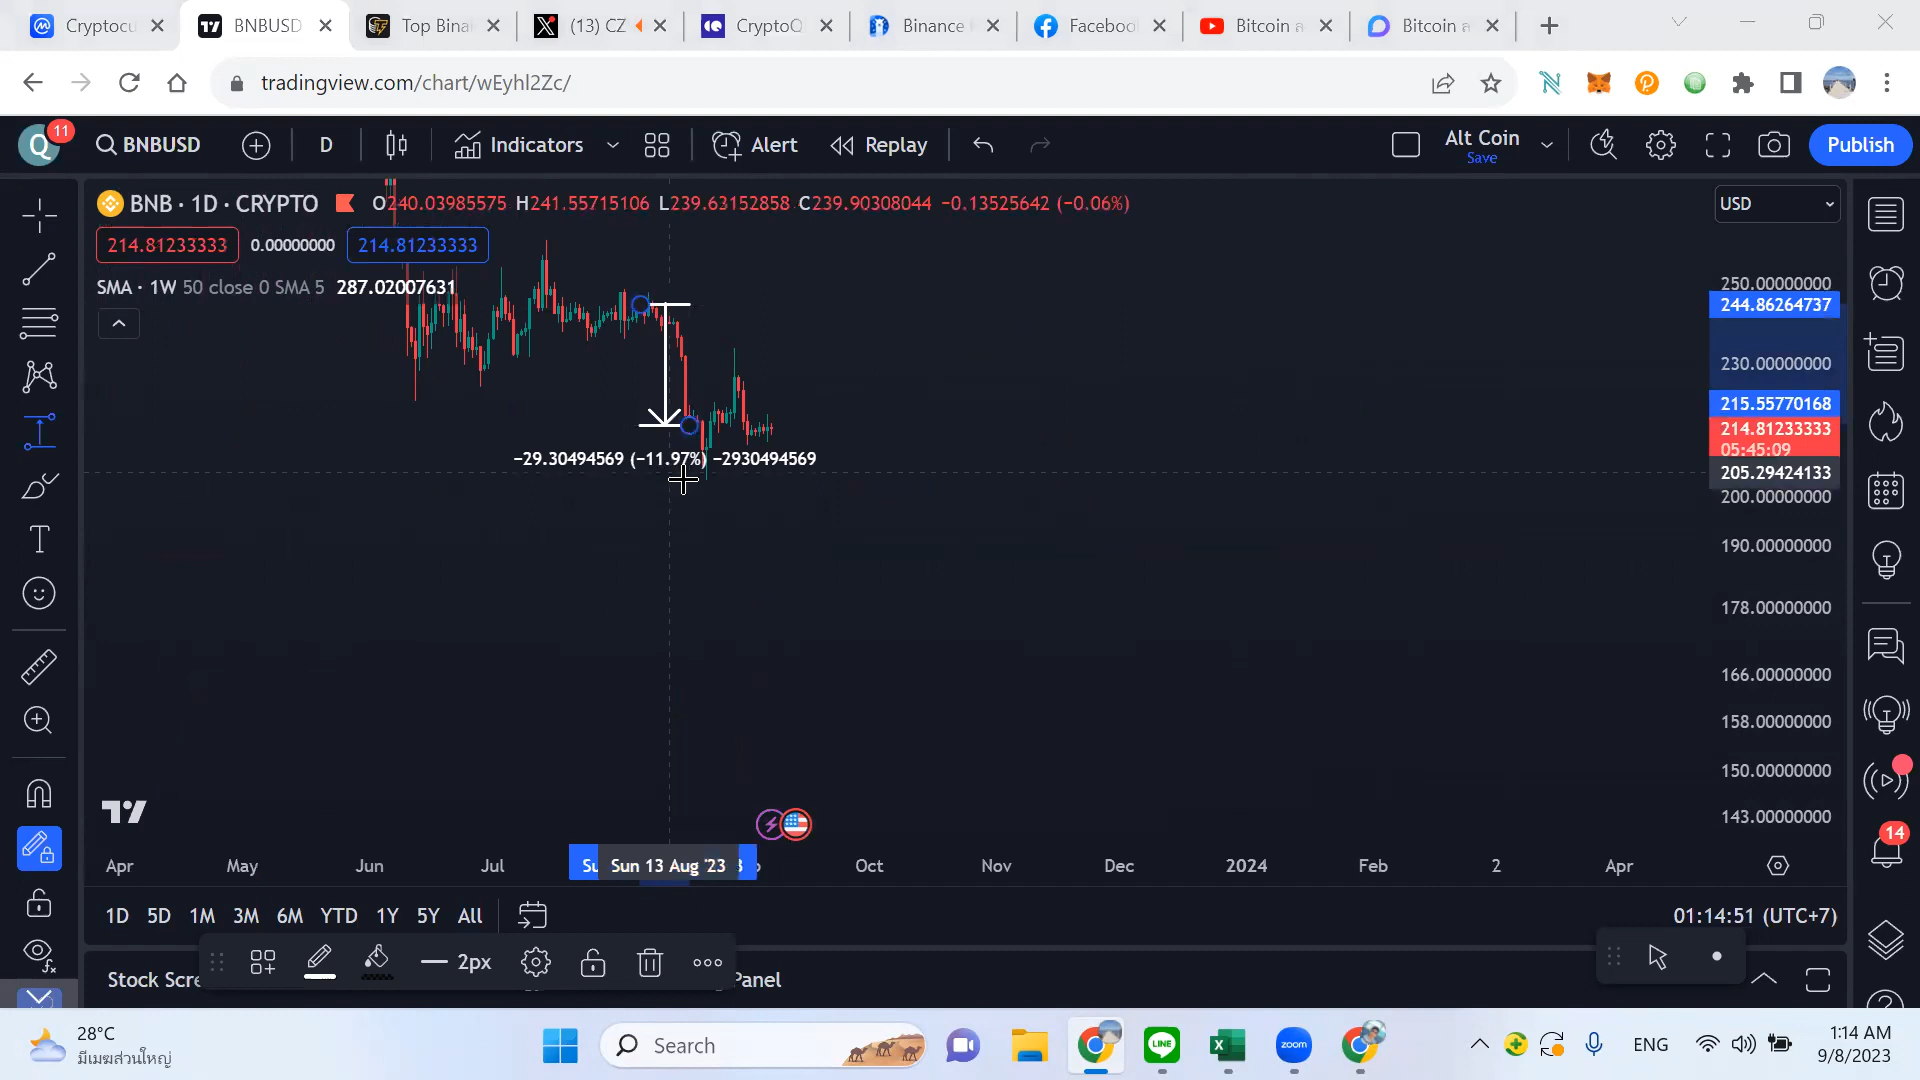 Cryptocu
BNBUSD
Top Bina
(13) CZ
CryptoQ
Binance
Facebool
Bitcoin a
Bitcoin a
tradingview.com/chart/wEyhl2Zc/
Q 11 BNBUSD D Indicators Alert Replay Alt Coin Save Publish
BNB · 1D · CRYPTO O240.03985575 H241.55715106 L239.63152858 C239.90308044 −0.13525642 (−0.06%)
USD
214.81233333 0.00000000 214.81233333
SMA · 1W 50 close 0 SMA 5 287.02007631
250.00000000
244.86264737
230.00000000
215.55770168
214.81233333
05:45:09
205.29424133
200.00000000
190.00000000
178.00000000
166.00000000
158.00000000
150.00000000
143.00000000
−29.30494569 (−11.97%) −2930494569
14
Apr May Jun Jul Su Sun 13 Aug '23 Oct Nov Dec 2024 Feb 2 Apr
1D 5D 1M 3M 6M YTD 1Y 5Y All 01:14:51 (UTC+7)
2px
Stock Scre Panel
28°C
มีเมฆส่วนใหญ่
Search
LINE
zoom
ENG
1:14 AM
9/8/2023